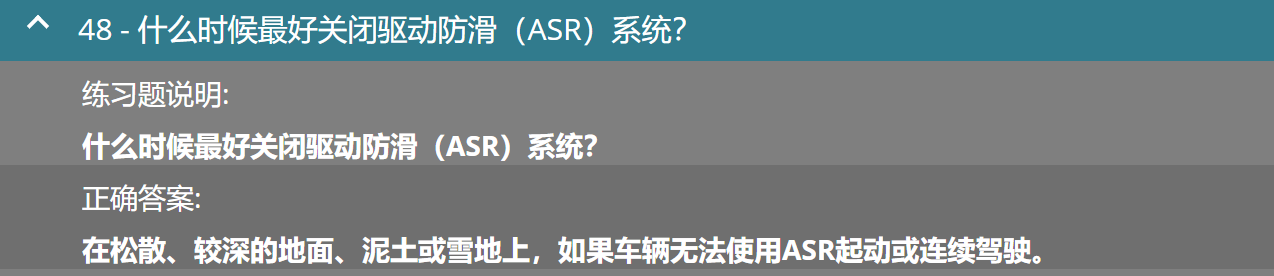 48 - 什么时候最好关闭驱动防滑（ASR）系统？
练习题说明:
什么时候最好关闭驱动防滑（ASR）系统？
正确答案:
在松散、较深的地面、泥土或雪地上，如果车辆无法使用ASR起动或连续驾驶。